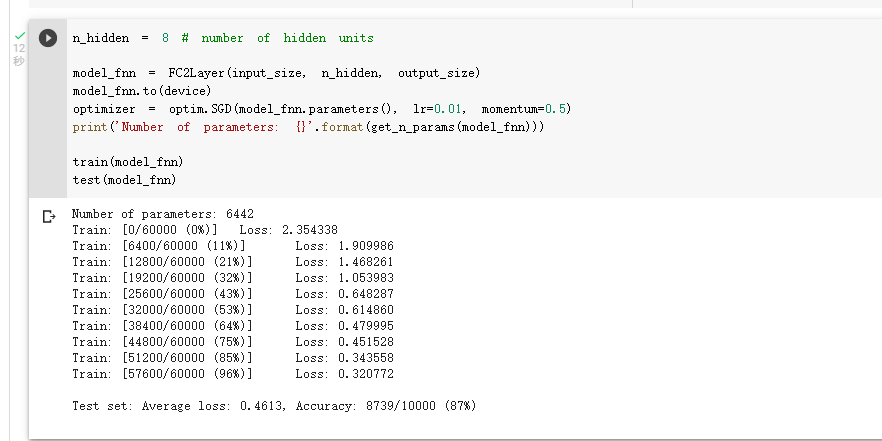 n_hidden = 8 # number of hidden units
12
秒
model_fnn = FC2Layer(input_size, n_hidden, output_size)
model_fnn.to(device)
optimizer = optim.SGD(model_fnn.parameters(), lr=0.01, momentum=0.5)
print('Number of parameters: {}'.format(get_n_params(model_fnn)))
train(model_fnn)
test(model_fnn)
Number of parameters: 6442
Train: [0/60000 (0%)] Loss: 2.354338
Train: [6400/60000 (11%)] Loss: 1.909986
Train: [12800/60000 (21%)] Loss: 1.468261
Train: [19200/60000 (32%)] Loss: 1.053983
Train: [25600/60000 (43%)] Loss: 0.648287
Train: [32000/60000 (53%)] Loss: 0.614860
Train: [38400/60000 (64%)] Loss: 0.479995
Train: [44800/60000 (75%)] Loss: 0.451528
Train: [51200/60000 (85%)] Loss: 0.343558
Train: [57600/60000 (96%)] Loss: 0.320772
Test set: Average loss: 0.4613, Accuracy: 8739/10000 (87%)